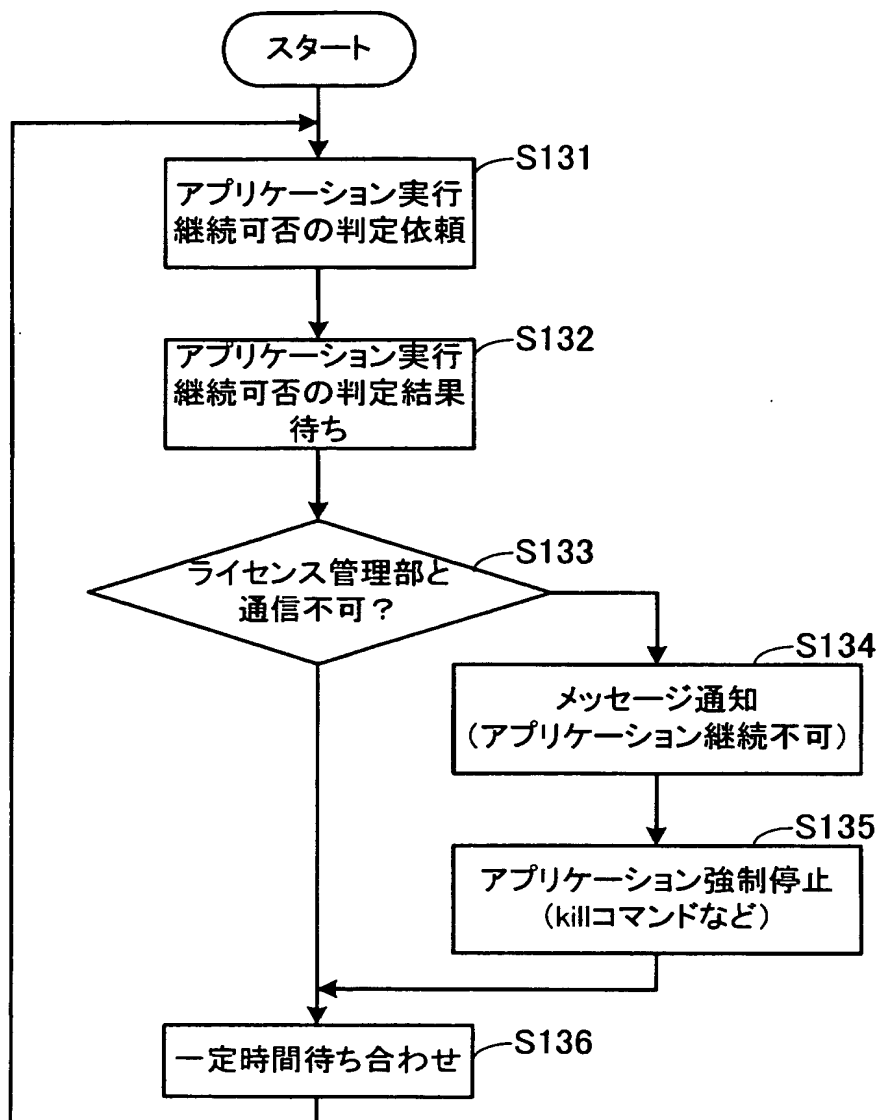 スタート
S131
アプリケーション実行
継続可否の判定依頼
S132
アプリケーション実行
継続可否の判定結果
待ち
S133
ライセンス管理部と
通信不可？
S134
メッセージ通知
（アプリケーション継続不可）
S135
アプリケーション強制停止
（killコマンドなど）
S136
一定時間待ち合わせ